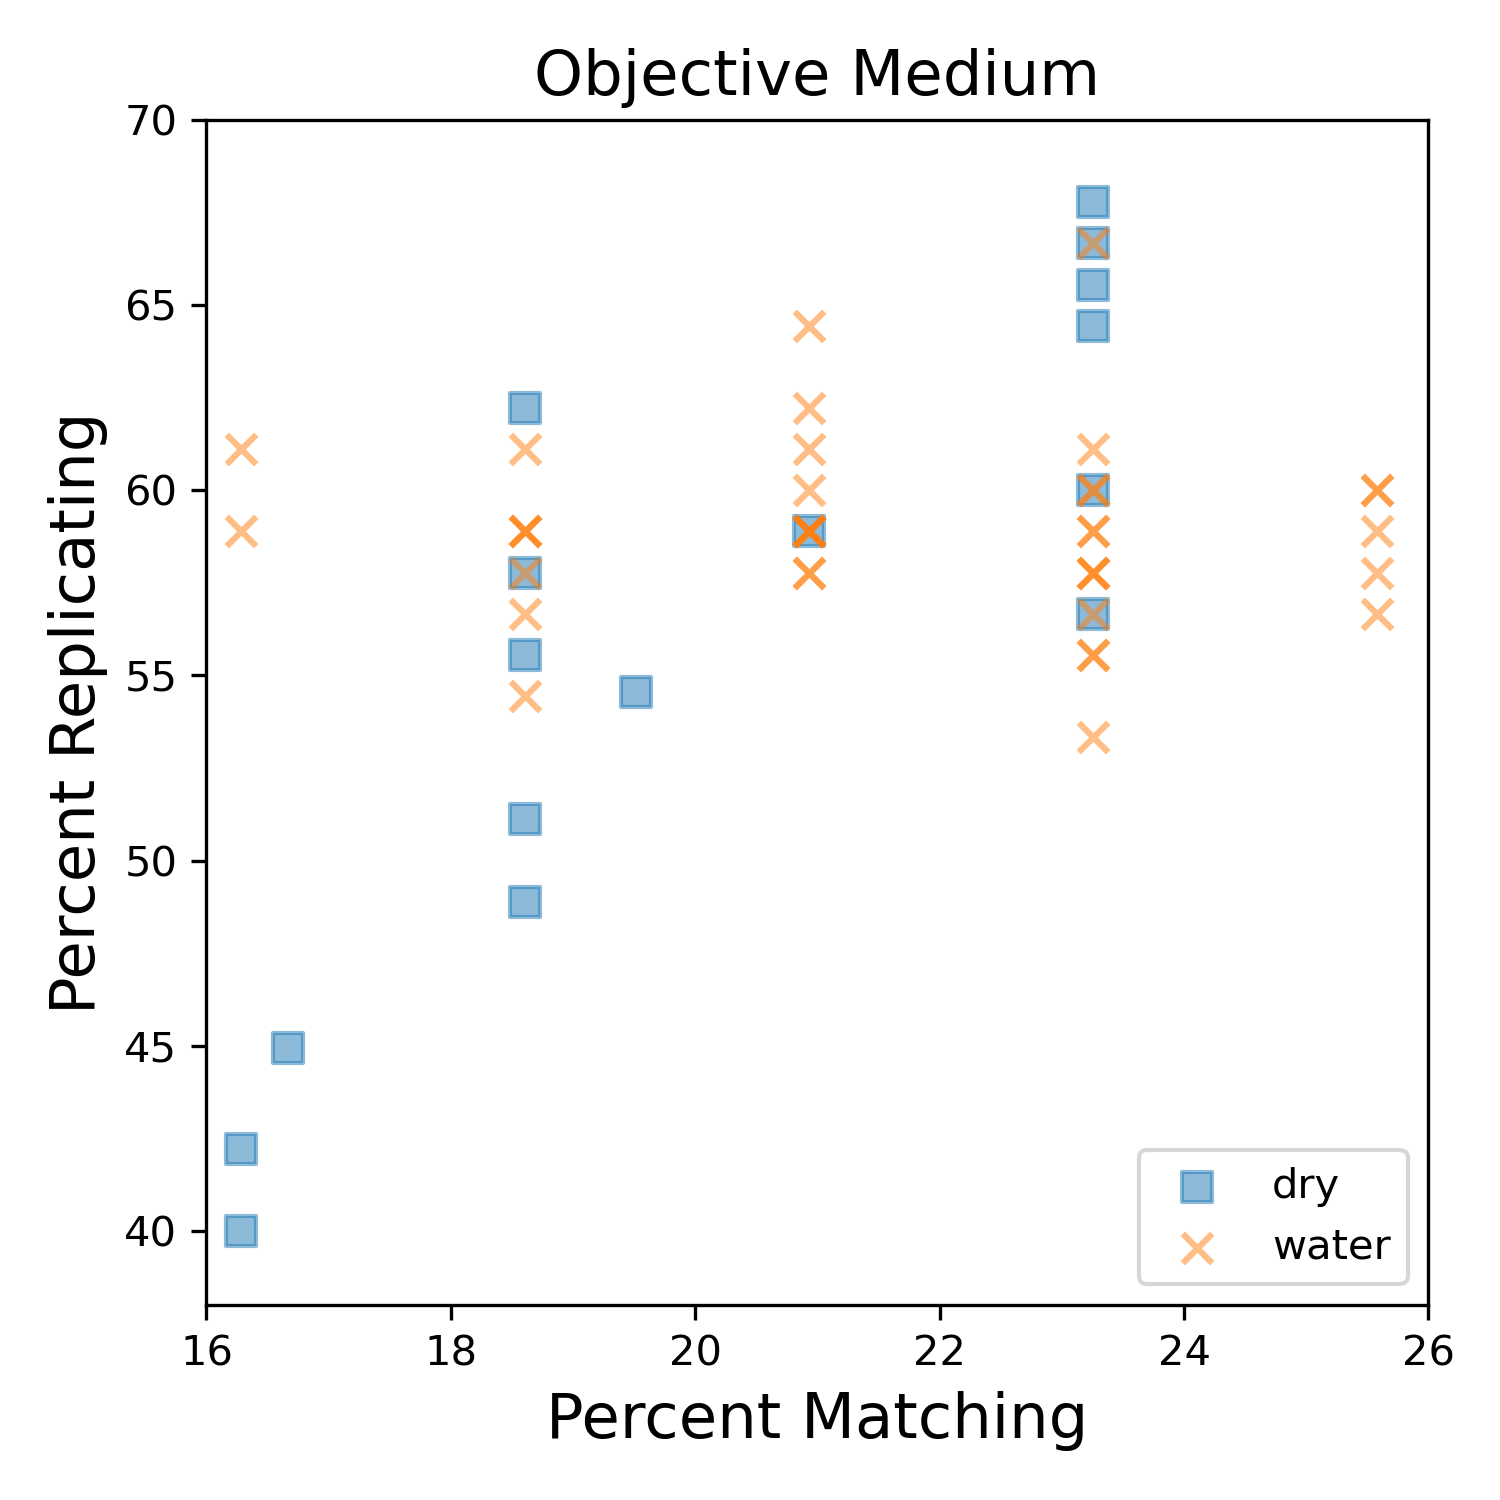 Objective Medium
70
65
60
55
50
45
40
Percent Replicating
16 18 20 22 24 26
Percent Matching
dry
water